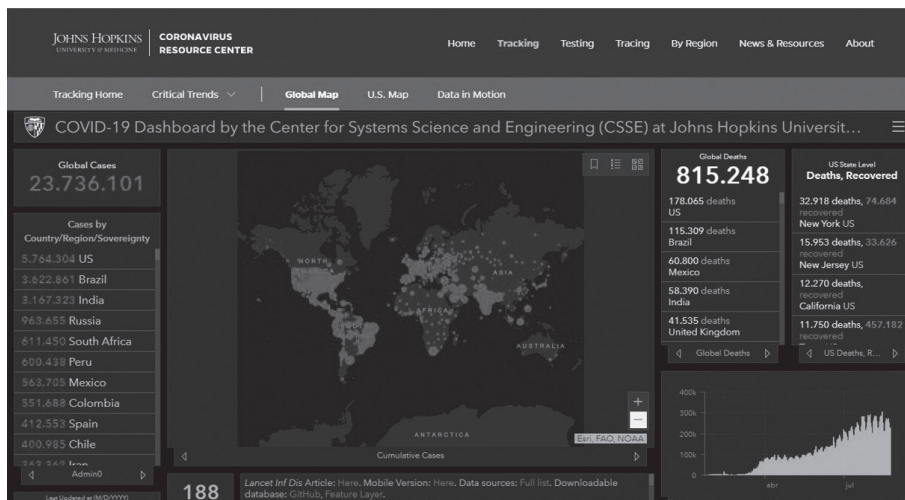 JOHNS HOPKINS
UNIVERSITY & MEDICINE
CORONAVIRUS
RESOURCE CENTER
Home Tracking Testing Tracing By Region News & Resources About
Tracking Home Critical Trends Global Map U.S. Map Data in Motion
COVID-19 Dashboard by the Center for Systems Science and Engineering (CSSE) at Johns Hopkins Universit...
Global Cases
23.736.101
Cases by
Country/Region/Sovereignty
5.764.304 US
3.622.861 Brazil
3.167.323 India
963.655 Russia
611.450 South Africa
600.438 Peru
563.705 Mexico
551.688 Colombia
412.553 Spain
400.985 Chile
Admin0
Last Updated at (M/D/YYYY)
NORTH
ASIA
AFRICA
AUSTRALIA
ANTARCTICA
+
−
Esri, FAO, NOAA
Cumulative Cases
188
Lancet Inf Dis Article: Here. Mobile Version: Here. Data sources: Full list. Downloadable
database: GitHub, Feature Layer.
Global Deaths
815.248
178.065 deaths
US
115.309 deaths
Brazil
60.800 deaths
Mexico
58.390 deaths
India
41.535 deaths
United Kingdom
Global Deaths
US State Level
Deaths, Recovered
32.918 deaths, 74.684
recovered
New York US
15.953 deaths, 33.626
recovered
New Jersey US
12.270 deaths,
recovered
California US
11.750 deaths, 457.182
recovered
US Deaths, R...
400k
300k
200k
100k
0
abr jul